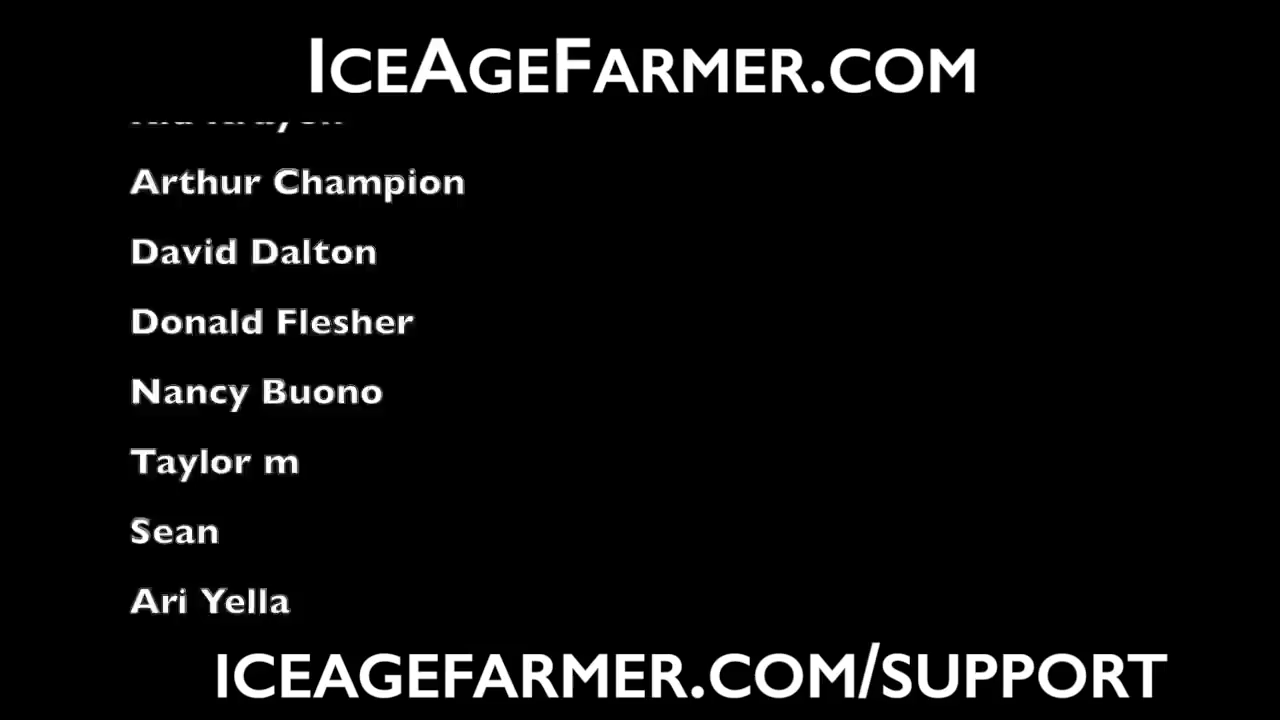 IceAgeFarmer.com
Arthur Champion
David Dalton
Donald Flesher
Nancy Buono
Taylor m
Sean
Ari Yella
ICEAGEFARMER.COM/SUPPORT